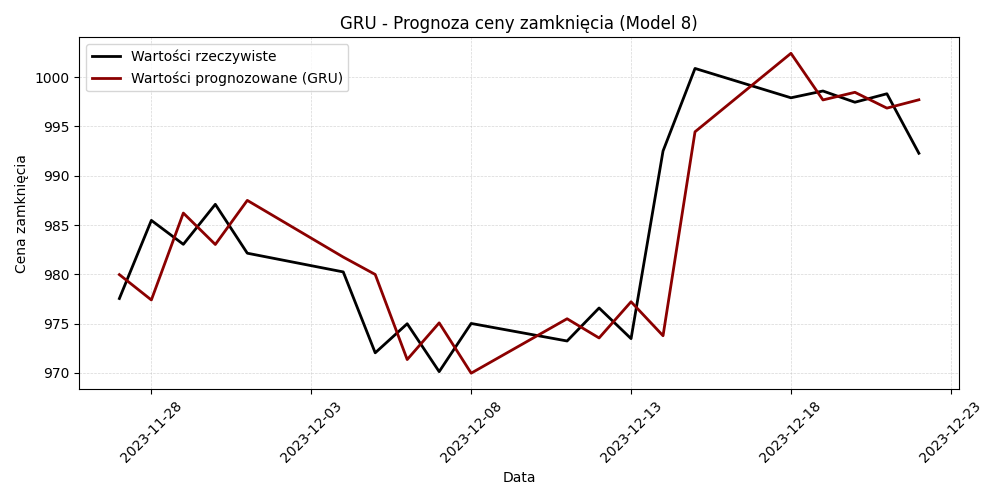 GRU - Prognoza ceny zamknięcia (Model 8)
Wartości rzeczywiste
Wartości prognozowane (GRU)
Cena zamknięcia
1000
995
990
985
980
975
970
2023-11-28
2023-12-03
2023-12-08
2023-12-13
2023-12-18
2023-12-23
Data